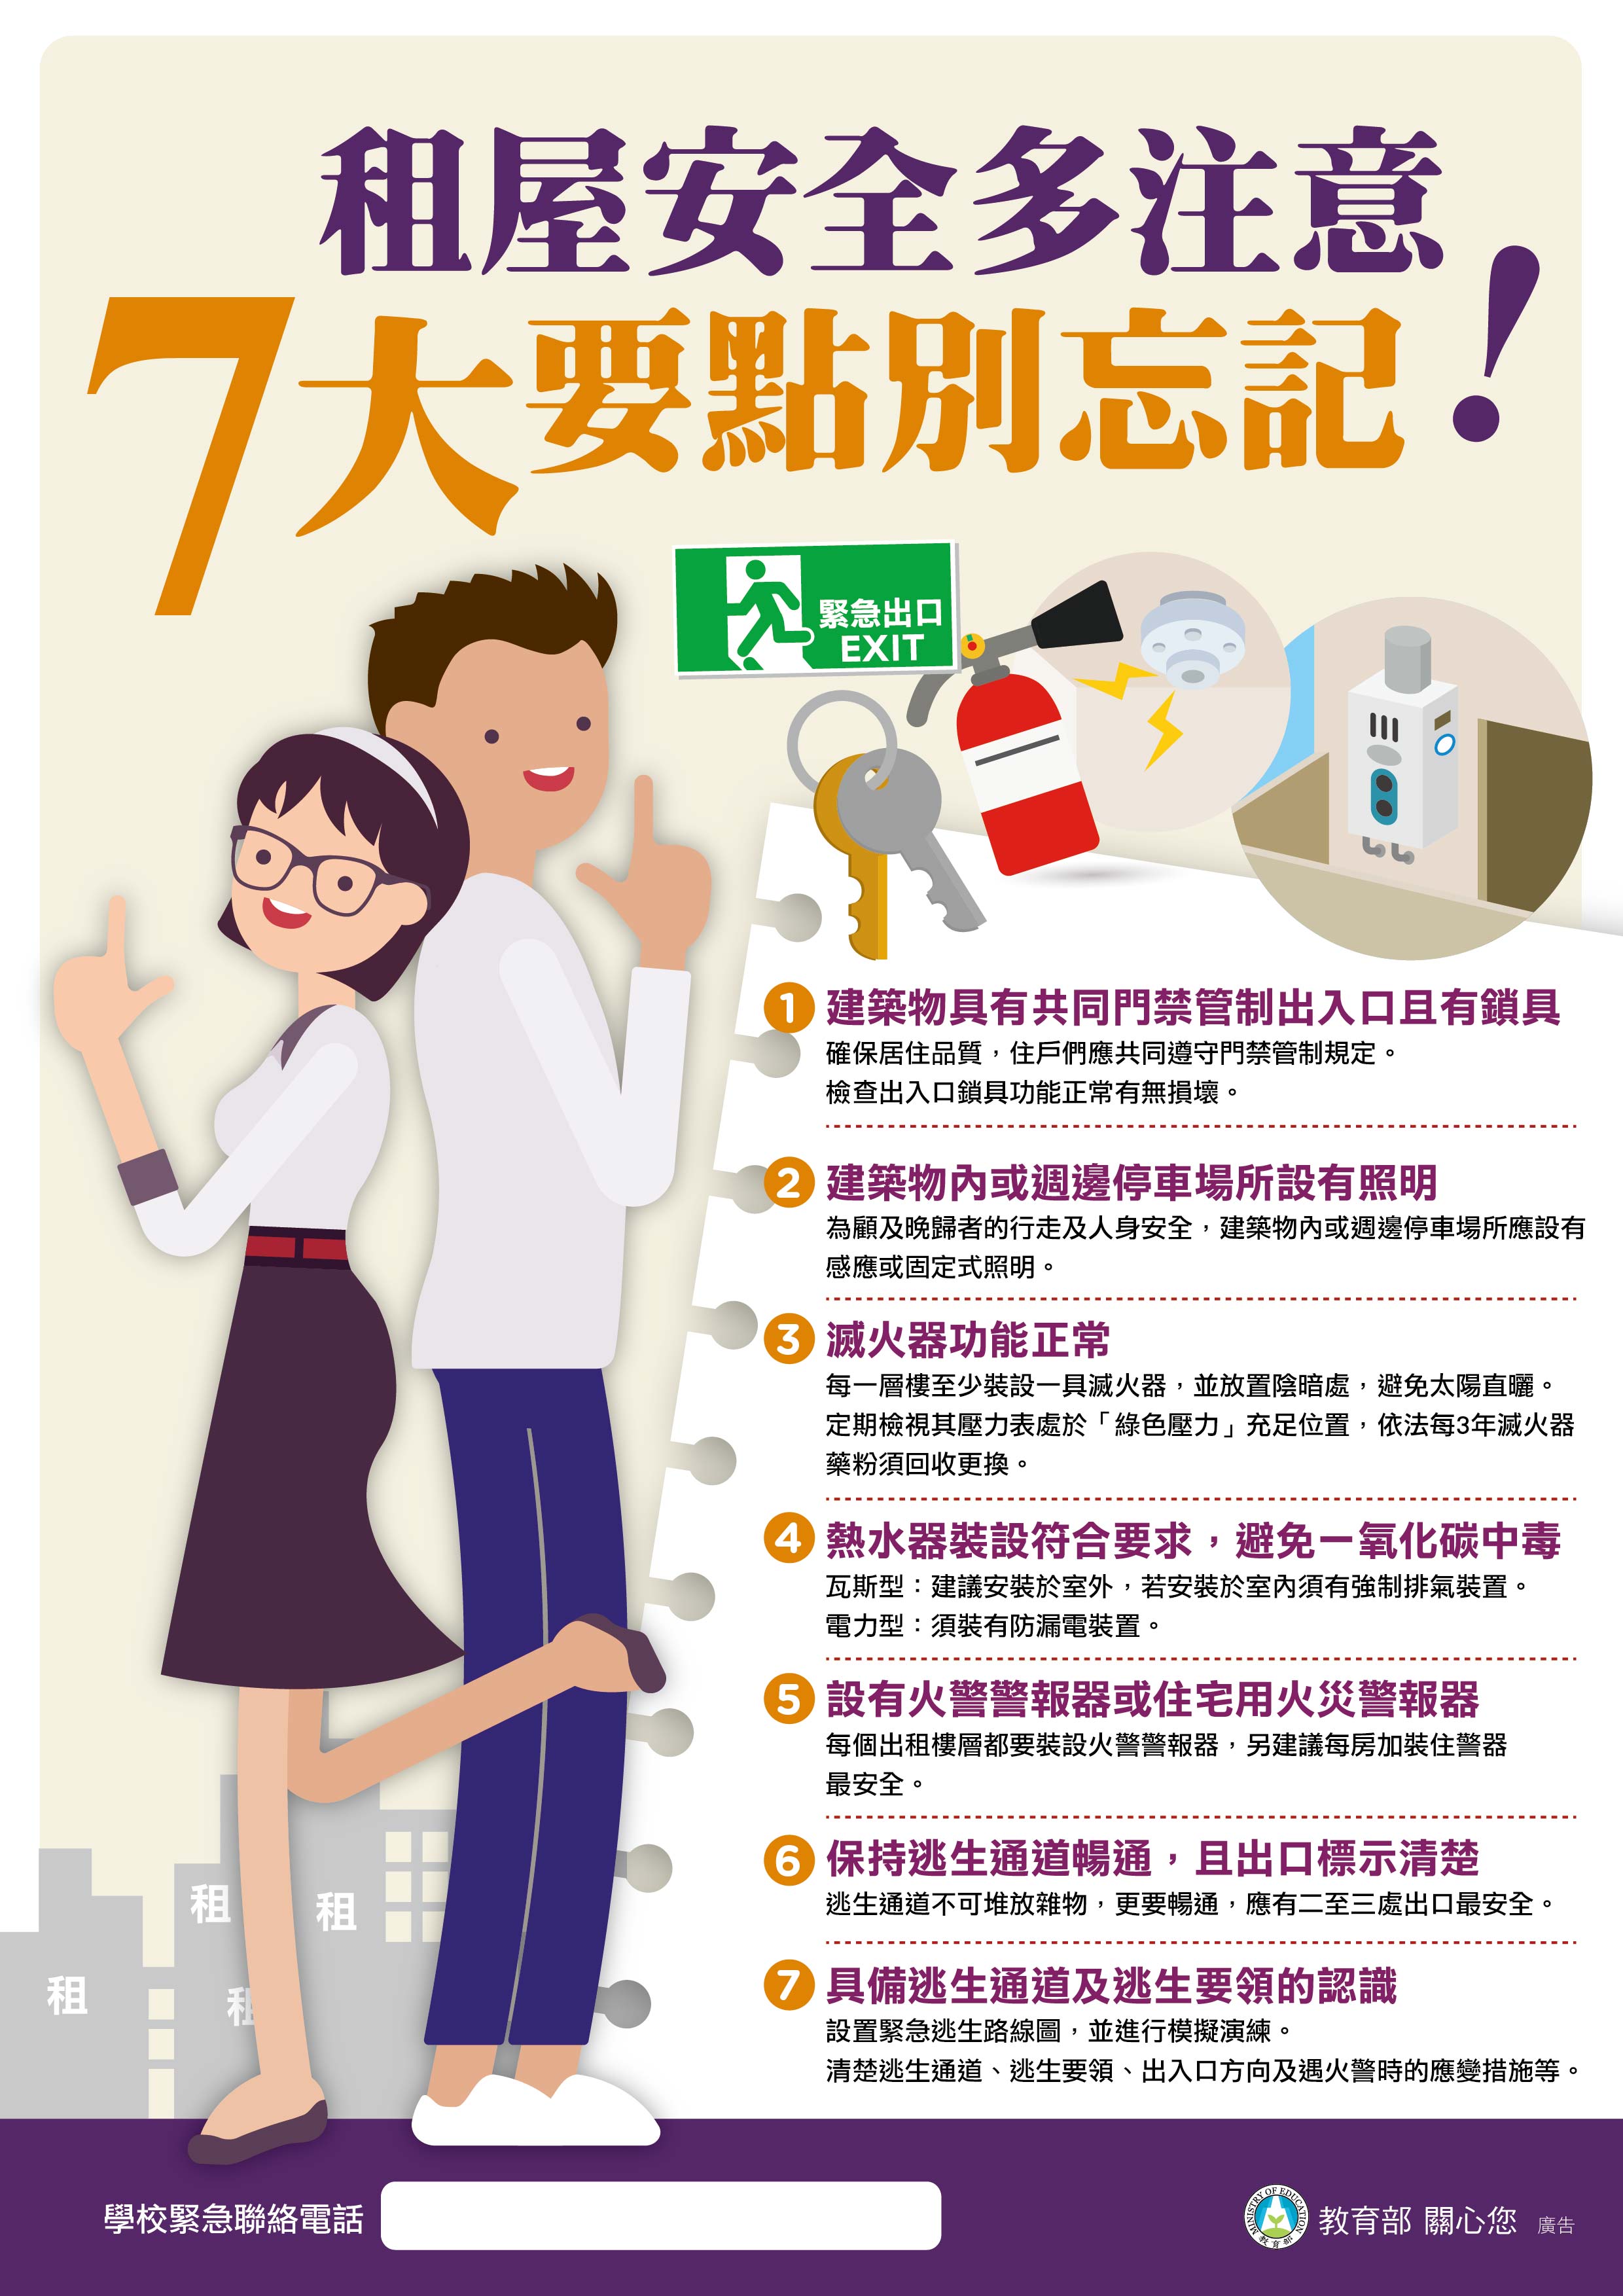 租屋安全多注意
7大要點別忘記！
緊急出口
EXIT
1 建築物具有共同門禁管制出入口且有鎖具
確保居住品質，住戶們應共同遵守門禁管制規定。
檢查出入口鎖具功能正常有無損壞。
2 建築物內或週邊停車場所設有照明
為顧及晚歸者的行走及人身安全，建築物內或週邊停車場所應設有
感應或固定式照明。
3 滅火器功能正常
每一層樓至少裝設一具滅火器，並放置陰暗處，避免太陽直曬。
定期檢視其壓力表處於「綠色壓力」充足位置，依法每3年滅火器
藥粉須回收更換。
4 熱水器裝設符合要求，避免一氧化碳中毒
瓦斯型：建議安裝於室外，若安裝於室內須有強制排氣裝置。
電力型：須裝有防漏電裝置。
5 設有火警警報器或住宅用火災警報器
每個出租樓層都要裝設火警警報器，另建議每房加裝住警器
最安全。
6 保持逃生通道暢通，且出口標示清楚
逃生通道不可堆放雜物，更要暢通，應有二至三處出口最安全。
7 具備逃生通道及逃生要領的認識
設置緊急逃生路線圖，並進行模擬演練。
清楚逃生通道、逃生要領、出入口方向及遇火警時的應變措施等。
租
租
租
租
學校緊急聯絡電話
MINISTRY OF EDUCATION
教育部
教育部 關心您 廣告